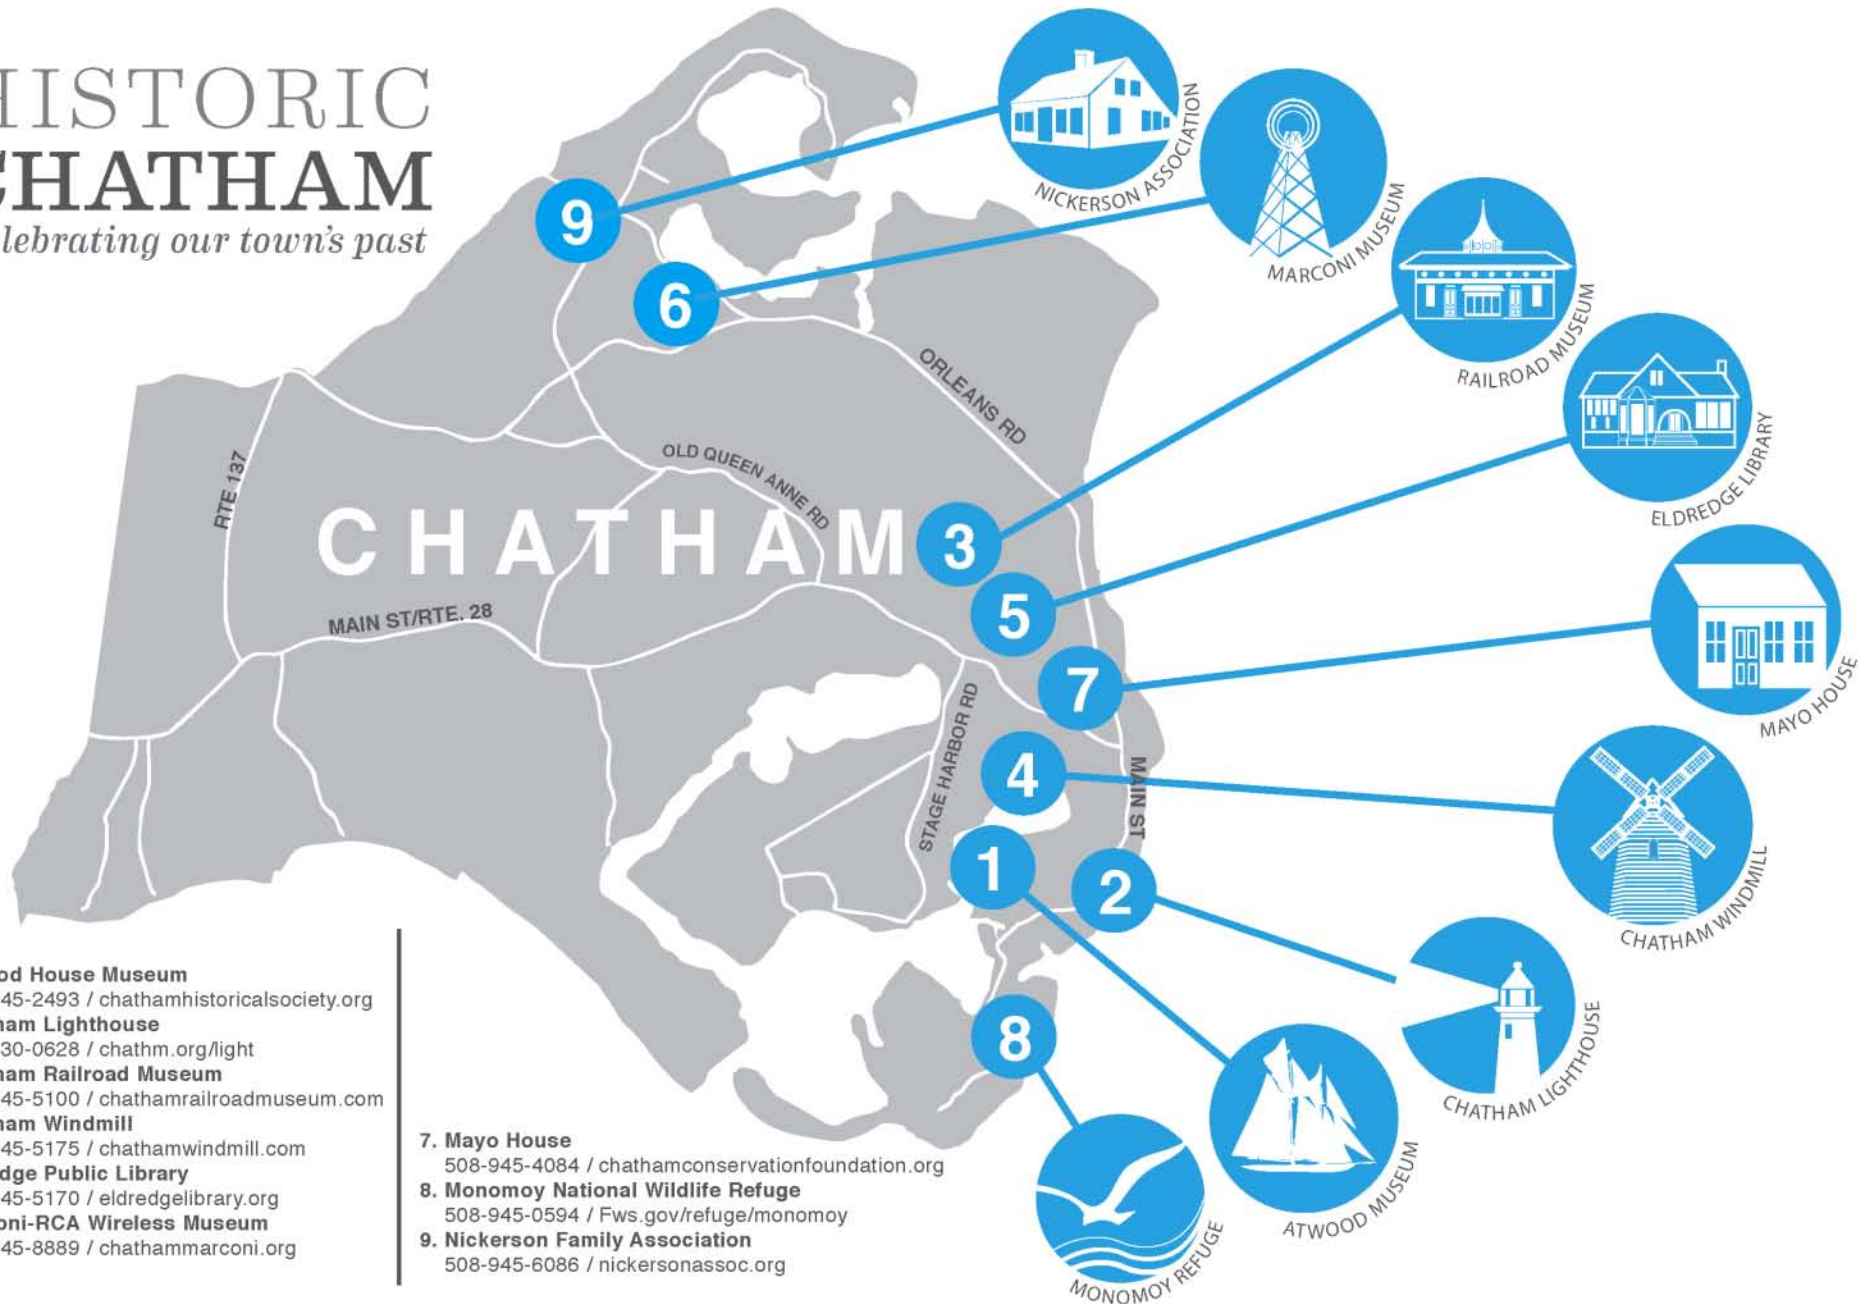 HISTORIC
CHATHAM
lebrating our town's past
NICKERSON ASSOCIATION
MARCONI MUSEUM
RAILROAD MUSEUM
ELDREDGE LIBRARY
MAYO HOUSE
CHATHAM WINDMILL
CHATHAM LIGHTHOUSE
ATWOOD MUSEUM
MONOMOY REFUGE
9
6
3
5
7
4
1
2
8
ORLEANS RD
OLD QUEEN ANNE RD
RTE 137
CHATHAM
MAIN ST/RTE. 28
STAGE HARBOR RD
MAIN ST
od House Museum
45-2493 / chathamhistoricalsociety.org
ham Lighthouse
30-0628 / chathm.org/light
ham Railroad Museum
45-5100 / chathamrailroadmuseum.com
ham Windmill
45-5175 / chathamwindmill.com
dge Public Library
45-5170 / eldredgelibrary.org
oni-RCA Wireless Museum
45-8889 / chathammarconi.org
7. Mayo House
508-945-4084 / chathamconservationfoundation.org
8. Monomoy National Wildlife Refuge
508-945-0594 / Fws.gov/refuge/monomoy
9. Nickerson Family Association
508-945-6086 / nickersonassoc.org